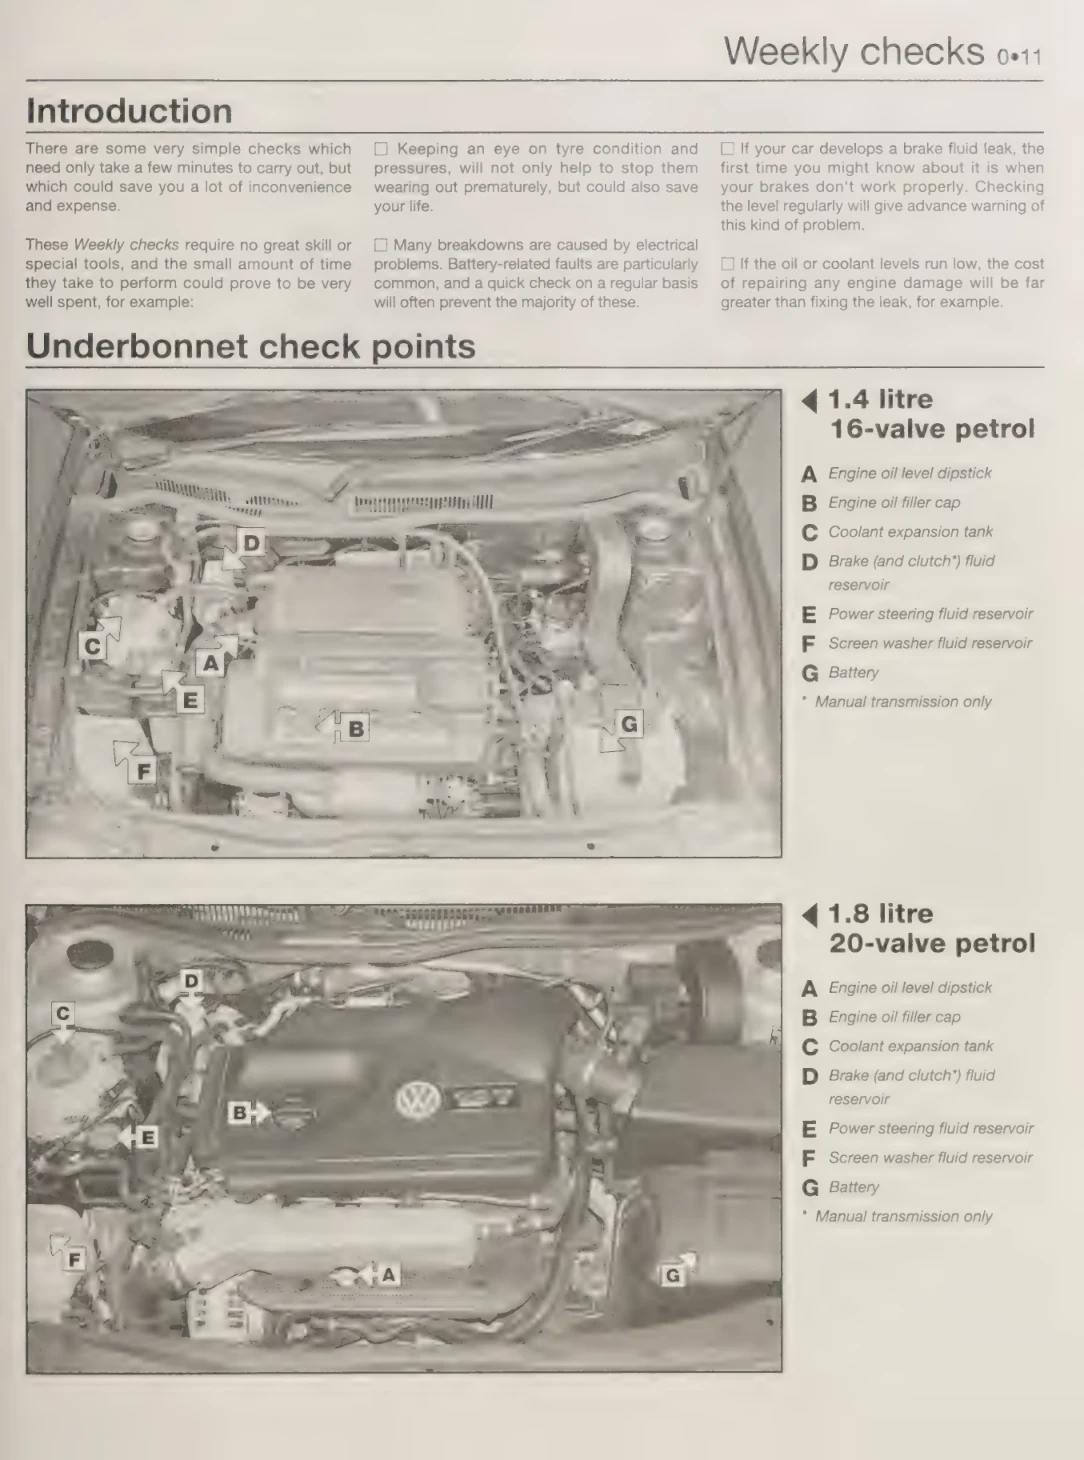 Weekly checks 0•11
Introduction
There are some very simple checks which
need only take a few minutes to carry out, but
which could save you a lot of inconvenience
and expense.
These Weekly checks require no great skill or
special tools, and the small amount of time
they take to perform could prove to be very
well spent, for example:
☐ Keeping an eye on tyre condition and
pressures, will not only help to stop them
wearing out prematurely, but could also save
your life.
☐ Many breakdowns are caused by electrical
problems. Battery-related faults are particularly
common, and a quick check on a regular basis
will often prevent the majority of these.
☐ If your car develops a brake fluid leak, the
first time you might know about it is when
your brakes don't work properly. Checking
the level regularly will give advance warning of
this kind of problem.
☐ If the oil or coolant levels run low, the cost
of repairing any engine damage will be far
greater than fixing the leak, for example.
Underbonnet check points
D
C
A
E
B
G
F
◀ 1.4 litre
16-valve petrol
A Engine oil level dipstick
B Engine oil filler cap
C Coolant expansion tank
D Brake (and clutch*) fluid
reservoir
E Power steering fluid reservoir
F Screen washer fluid reservoir
G Battery
* Manual transmission only
D
C
B
E
F
A
G
◀ 1.8 litre
20-valve petrol
A Engine oil level dipstick
B Engine oil filler cap
C Coolant expansion tank
D Brake (and clutch*) fluid
reservoir
E Power steering fluid reservoir
F Screen washer fluid reservoir
G Battery
* Manual transmission only